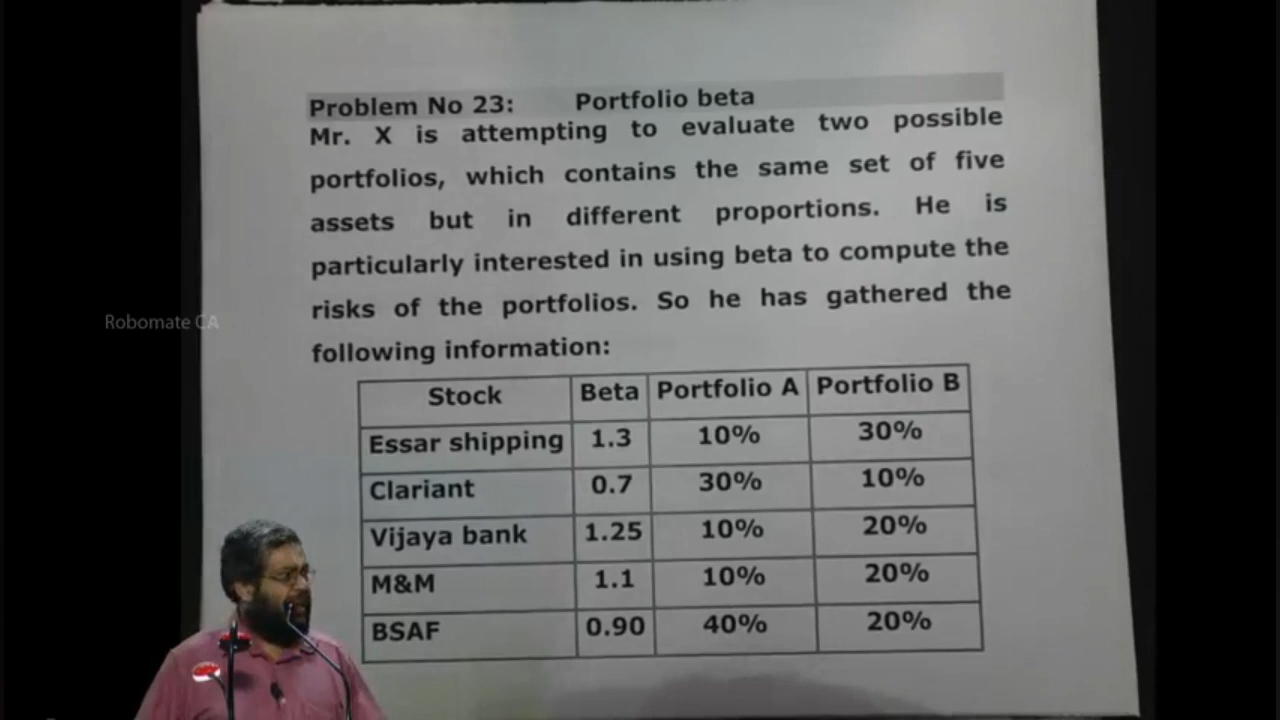 Problem No 23: Portfolio beta
Mr. X is attempting to evaluate two possible
portfolios, which contains the same set of five
assets but in different proportions. He is
particularly interested in using beta to compute the
risks of the portfolios. So he has gathered the
following information:
Stock Beta Portfolio A Portfolio B
Essar shipping 1.3 10% 30%
Clariant 0.7 30% 10%
Vijaya bank 1.25 10% 20%
M&M 1.1 10% 20%
BSAF 0.90 40% 20%
Robomate CA